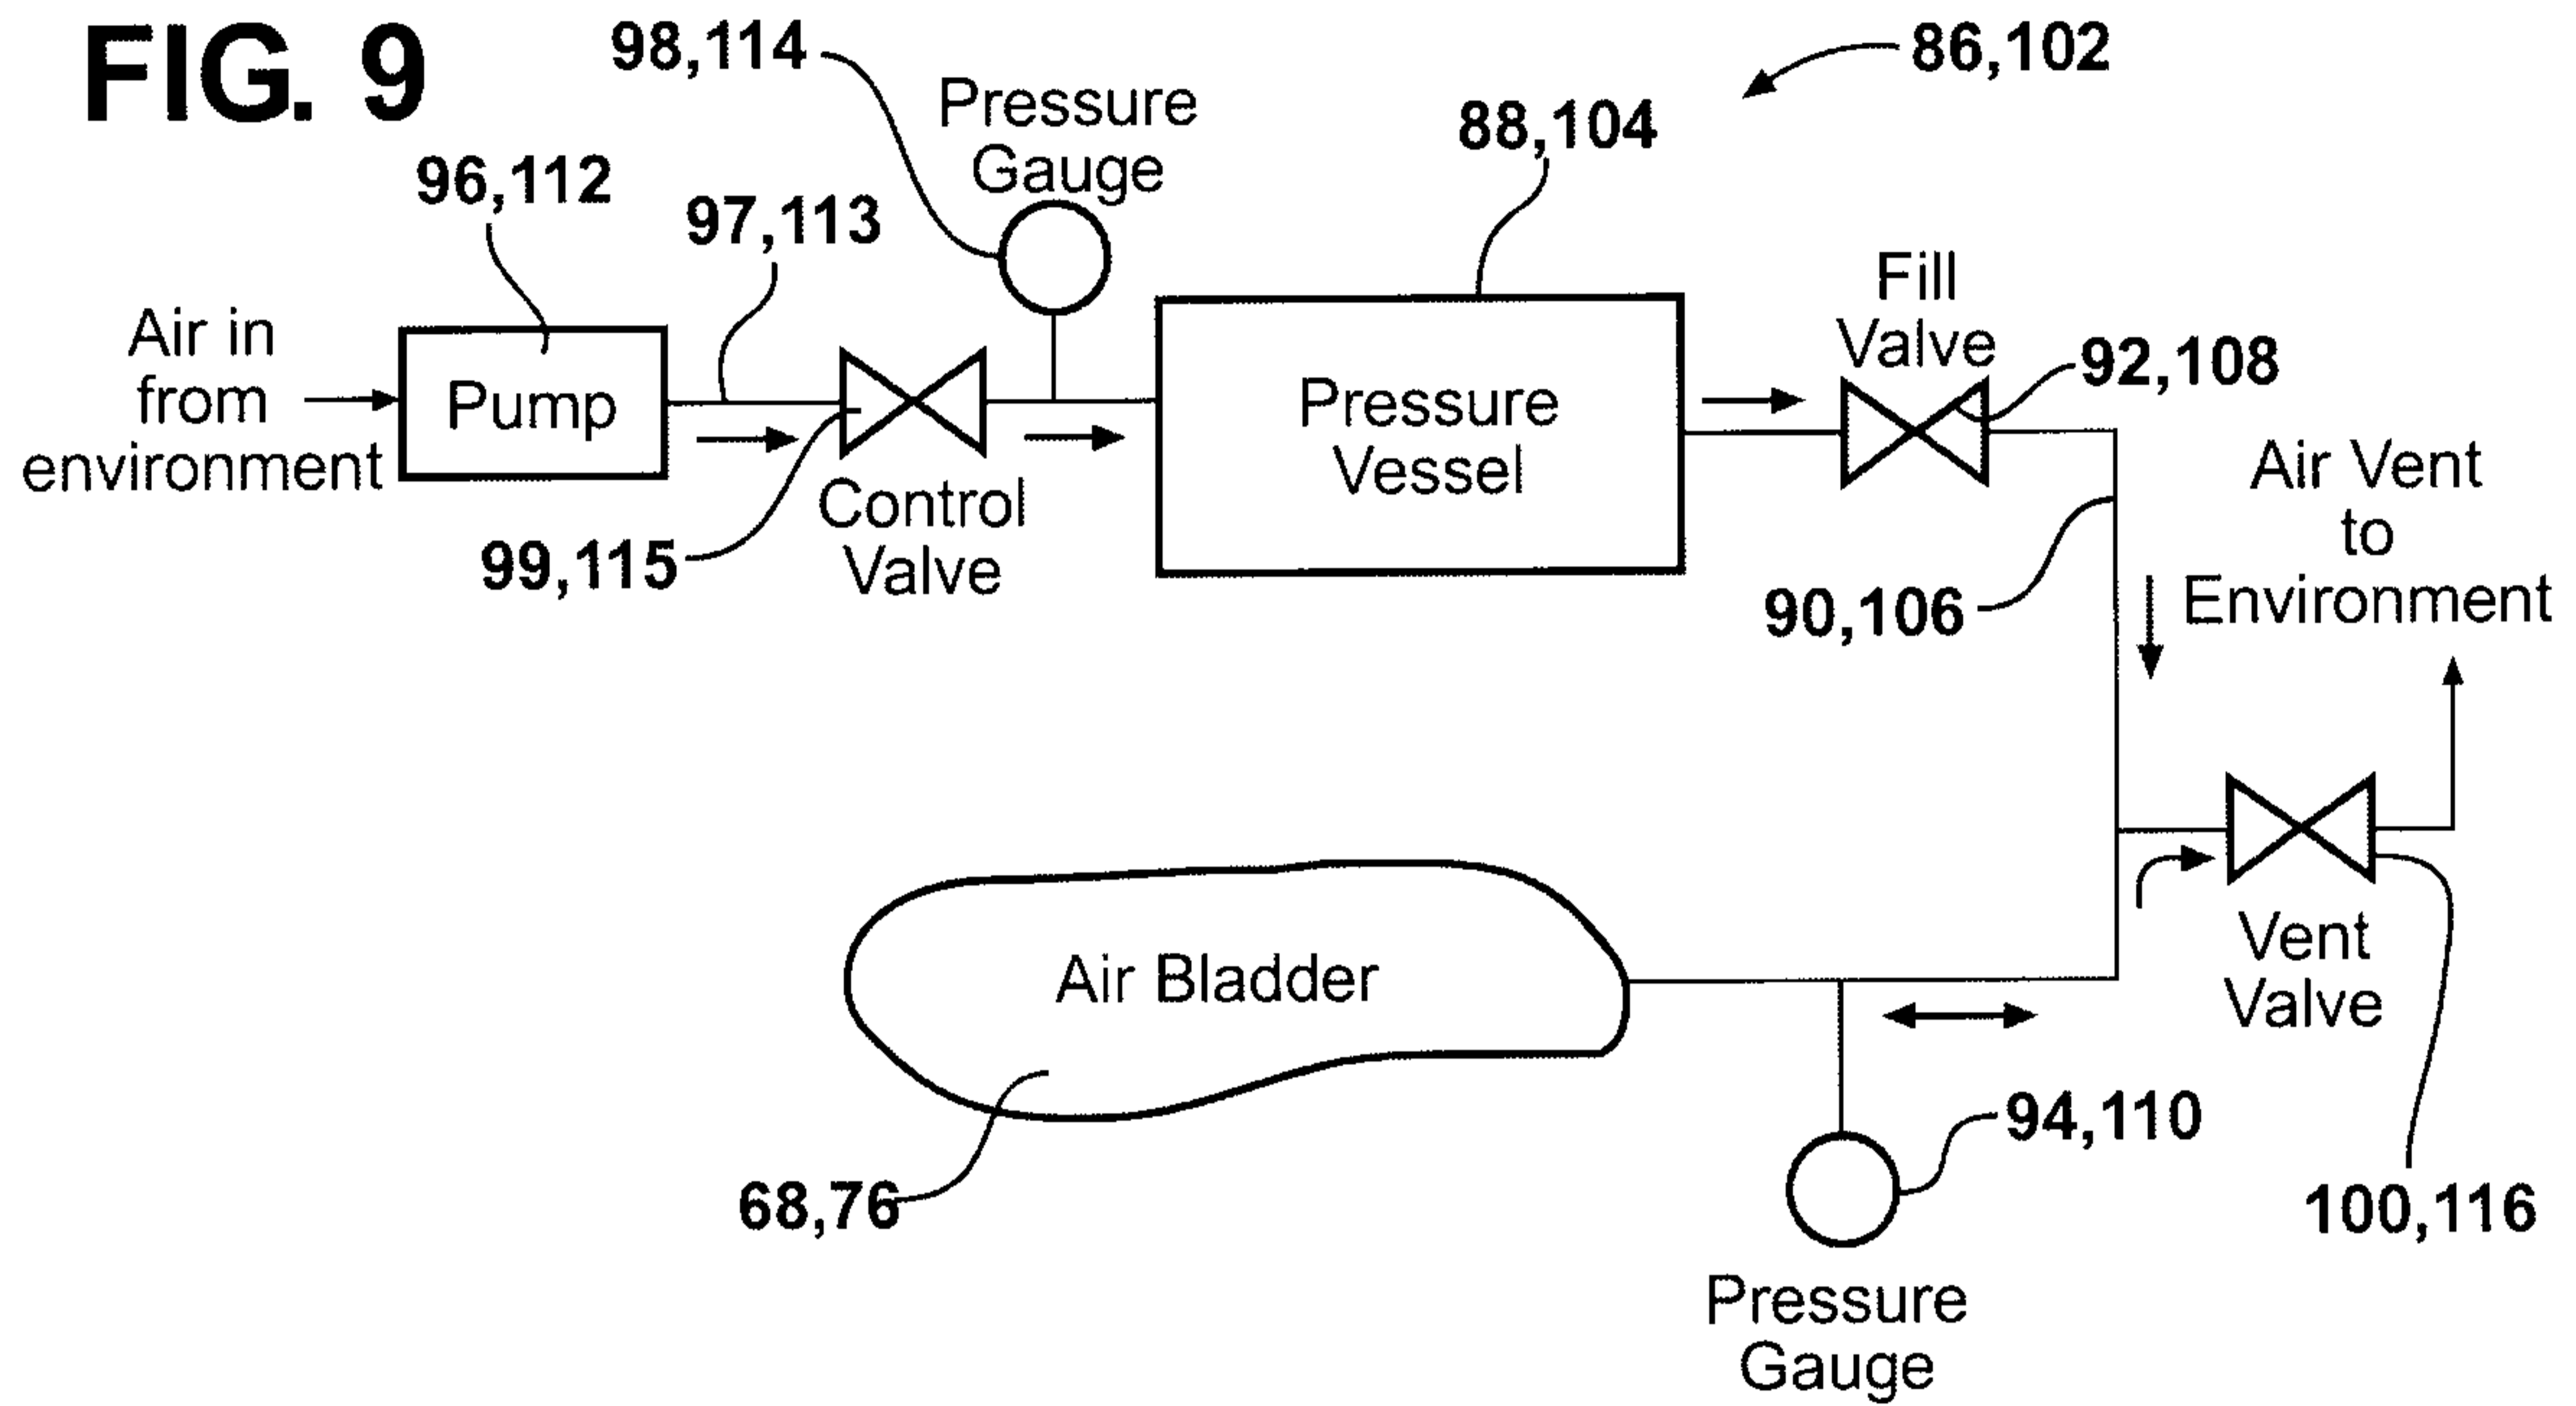 FIG. 9
98,114
86,102
Pressure
Gauge
88,104
96,112
97,113
Fill
Valve
92,108
Air in
from
environment
Pump
Pressure
Vessel
Control
Valve
99,115
Air Vent
to
Environment
90,106
Vent
Valve
Air Bladder
94,110
68,76
100,116
Pressure
Gauge